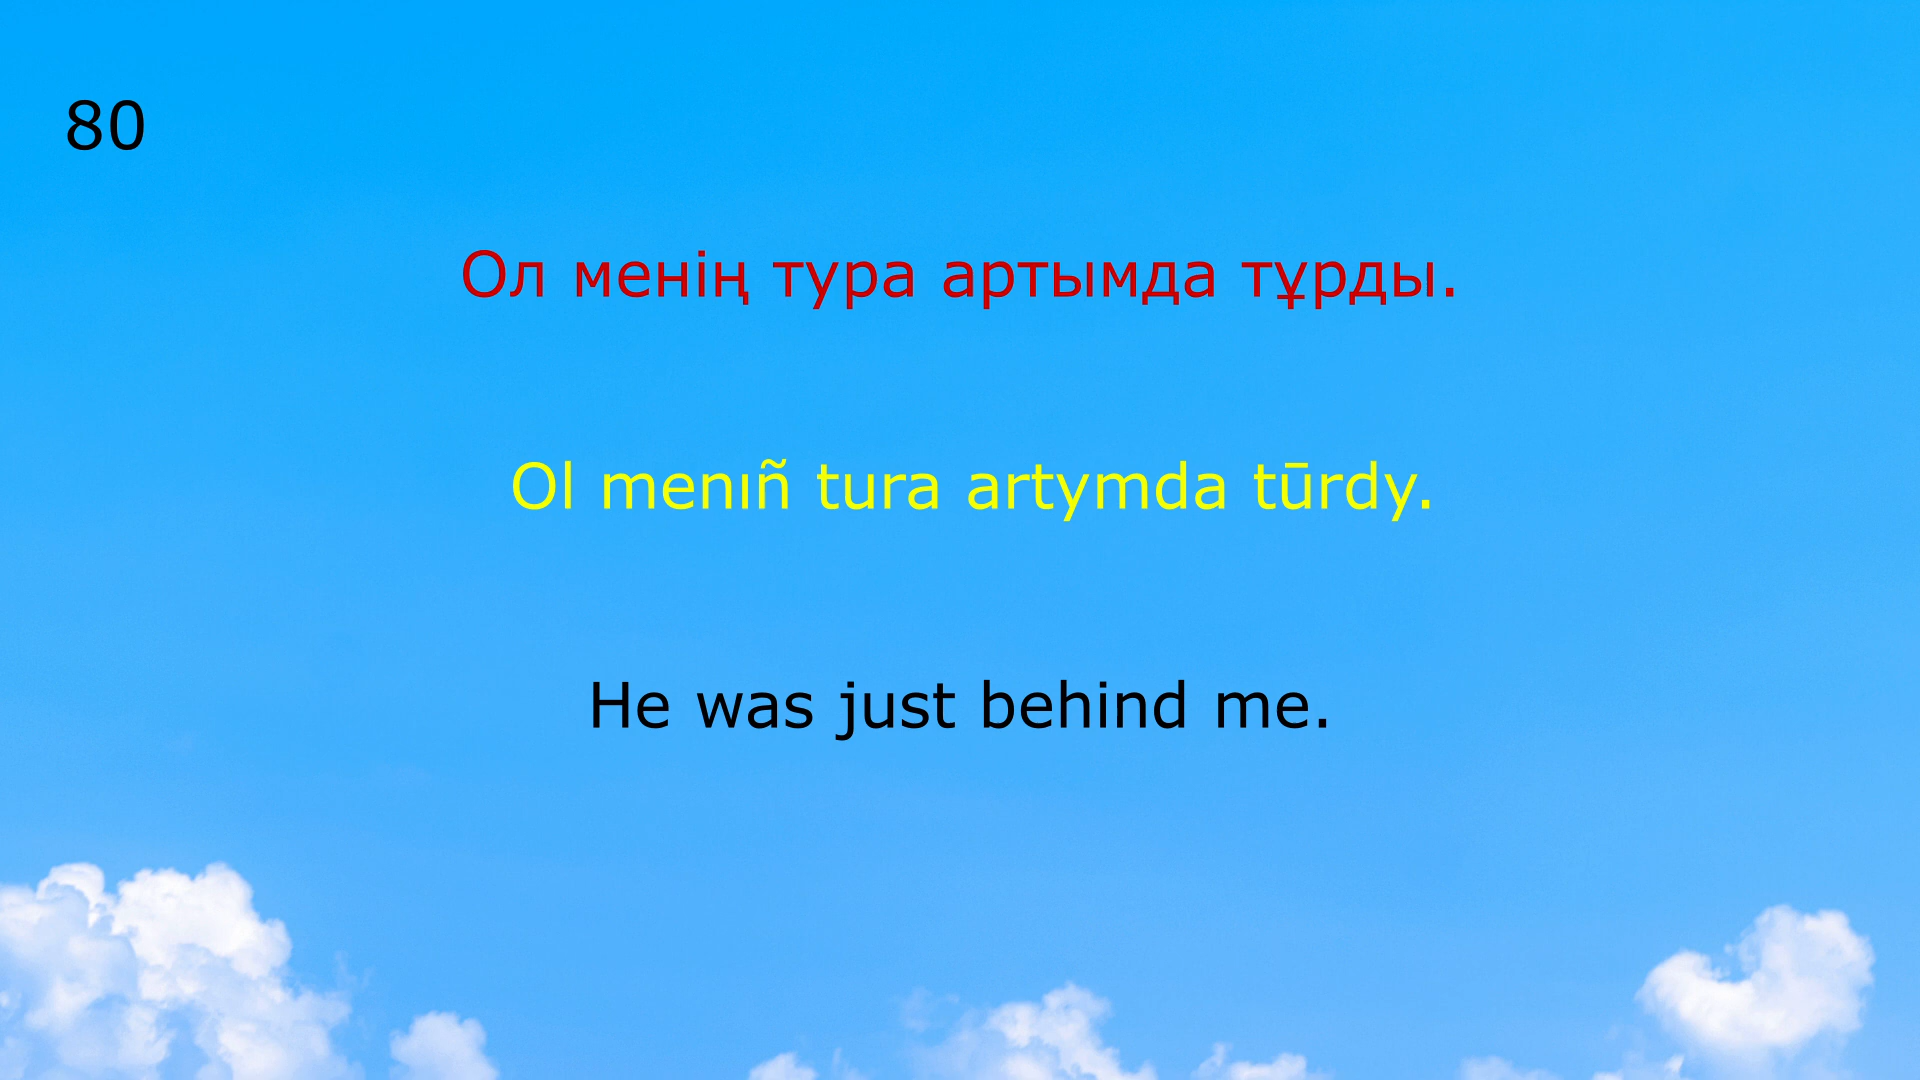 80
Ол менің тура артымда тұрды.
Ol menıñ tura artymda tūrdy.
He was just behind me.